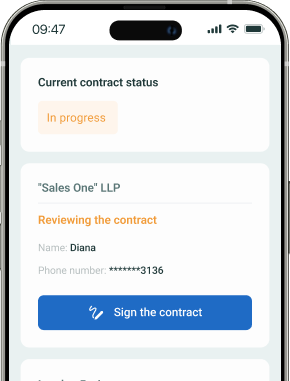 09:47
Current contract status
In progress
"Sales One" LLP
Reviewing the contract
Name: Diana
Phone number: *******3136
Sign the contract